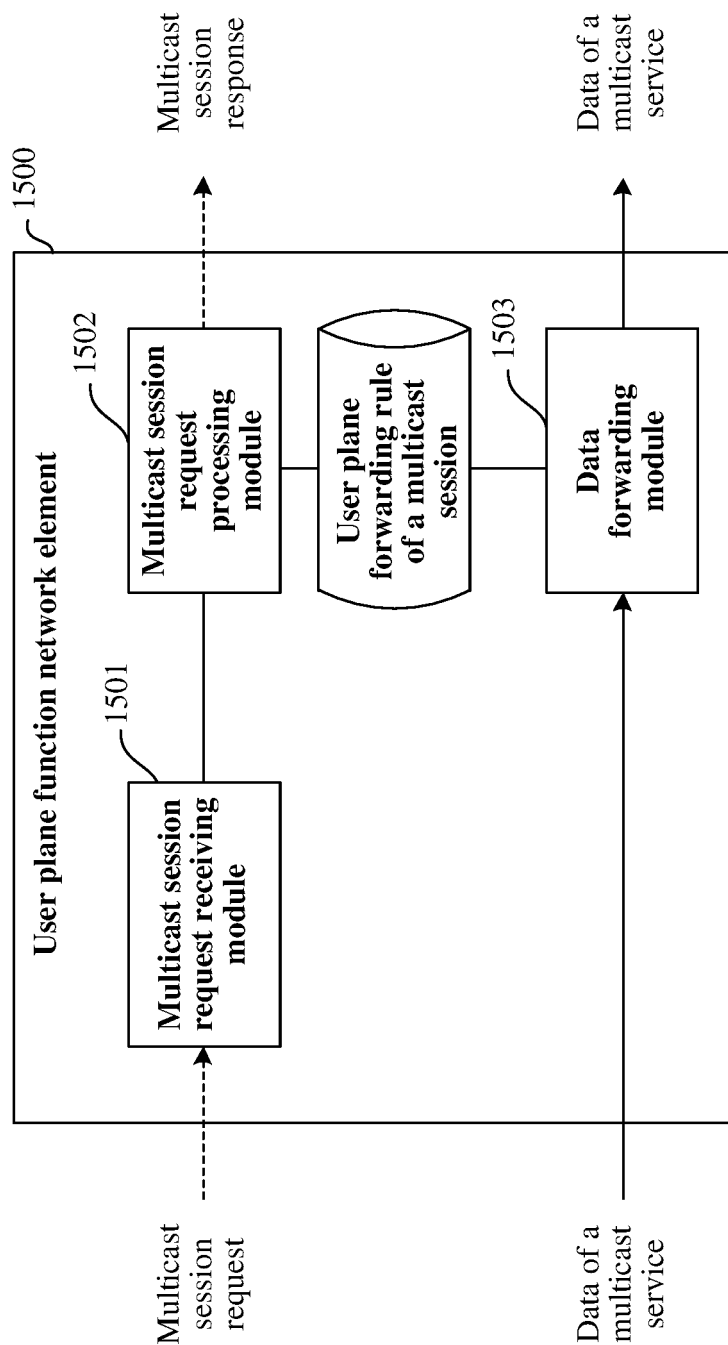 1500
User plane function network element
Multicast
session
request
1501
Multicast session
request receiving
module
1502
Multicast session
request
processing
module
Multicast
session
response
User plane
forwarding rule
of a multicast
session
Data of a
multicast
service
1503
Data
forwarding
module
Data of a
multicast
service